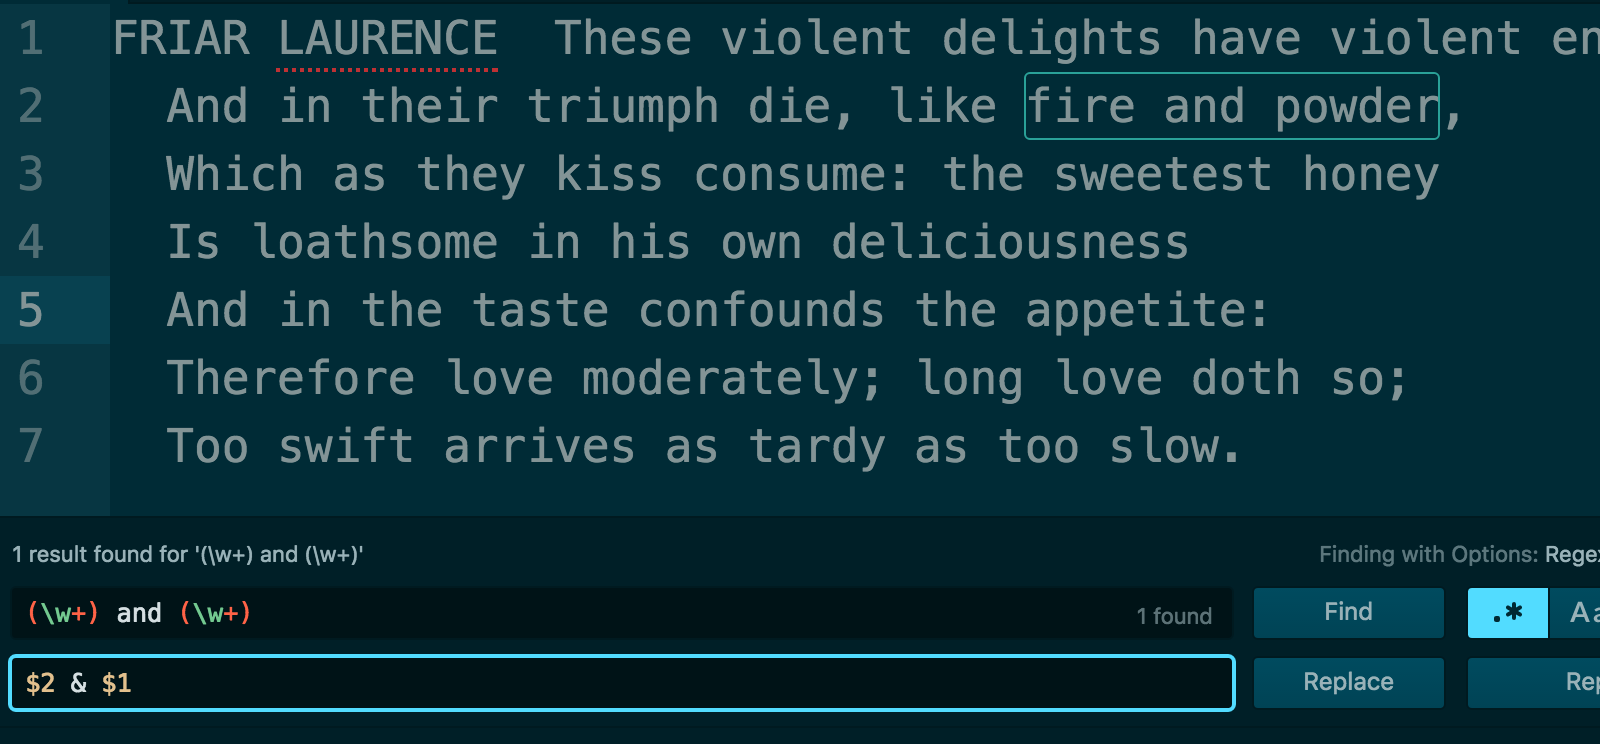 1 FRIAR LAURENCE  These violent delights have violent en
2 And in their triumph die, like fire and powder,
3 Which as they kiss consume: the sweetest honey
4 Is loathsome in his own deliciousness
5 And in the taste confounds the appetite:
6 Therefore love moderately; long love doth so;
7 Too swift arrives as tardy as too slow.
1 result found for '(\w+) and (\w+)' Finding with Options: Regex
(\w+) and (\w+) 1 found Find .* Aa
$2 & $1 Replace Rep